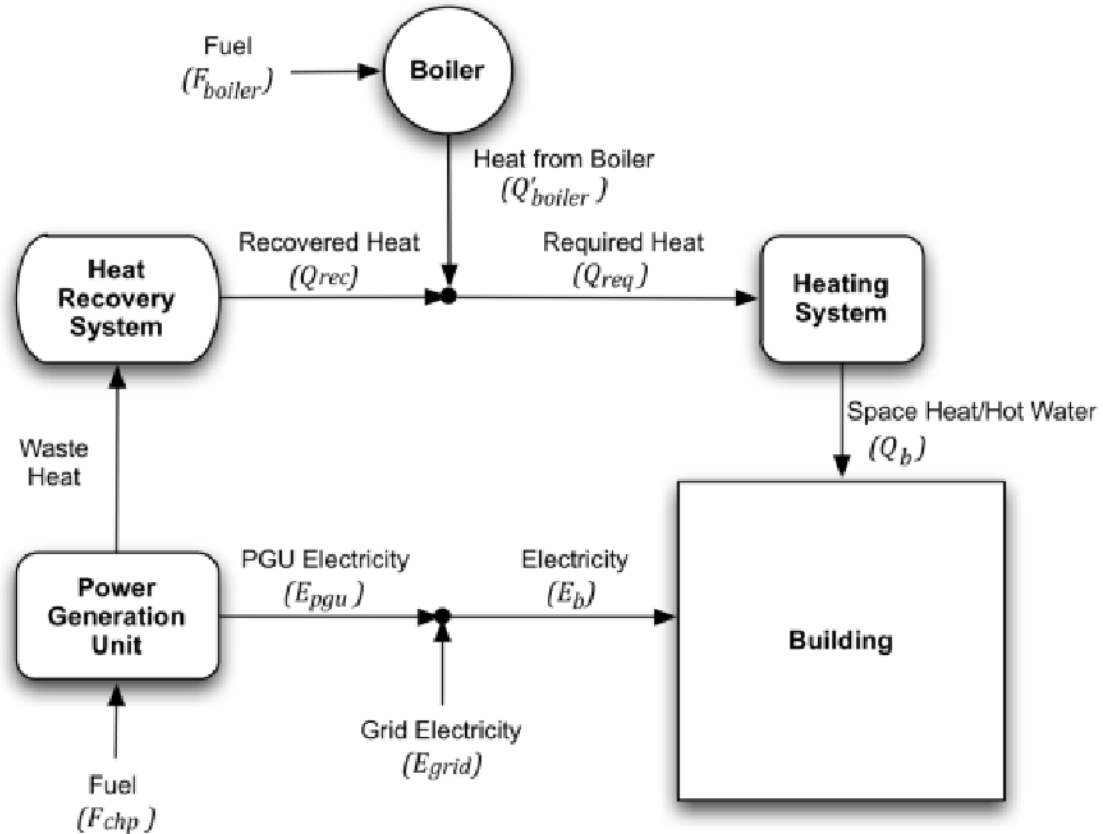 Fuel
(F_boiler)
Boiler
Heat from Boiler
(Q'_boiler)
Recovered Heat
(Qrec)
Required Heat
(Q_req)
Heat
Recovery
System
Heating
System
Space Heat/Hot Water
(Q_b)
Waste
Heat
PGU Electricity
(E_pgu)
Electricity
(E_b)
Power
Generation
Unit
Building
Grid Electricity
(E_grid)
Fuel
(F_chp)